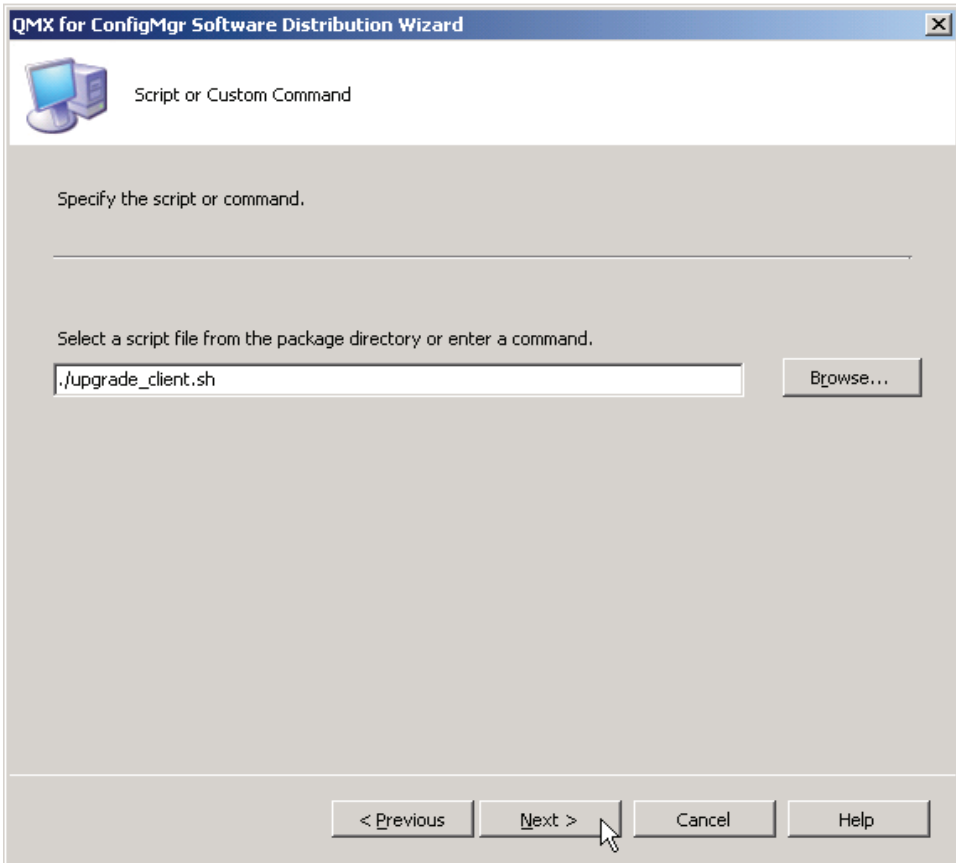 QMX for ConfigMgr Software Distribution Wizard
Script or Custom Command
Specify the script or command.
Select a script file from the package directory or enter a command.
./upgrade_client.sh
Browse...
< Previous
Next >
Cancel
Help